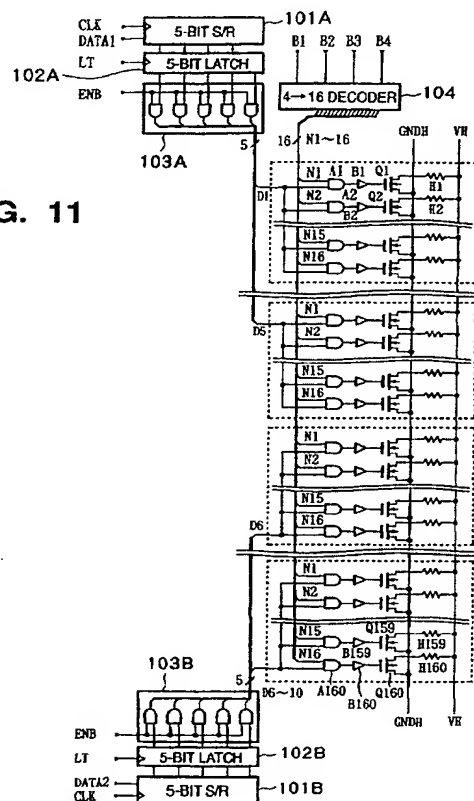 CLK
5-BIT S/R
101A
DATA1
102A
LT
5-BIT LATCH
B1 B2 B3 B4
ENB
4→16 DECODER
104
103A
5
16
N1~16
GNDH
VH
FIG. 11
D1
N1 A1 B1 Q1
H1
N2 A2 Q2
B2
H2
N15
N16
N1
D5
N2
N15
N16
N1
N2
N15
D6
N16
N1
N2
N15
Q159
N16
B159
H159
H160
103B
5
D6~10
A160
B160
Q160
ENB
GNDH
VH
LT
5-BIT LATCH
102B
DATA2
CLK
5-BIT S/R
101B